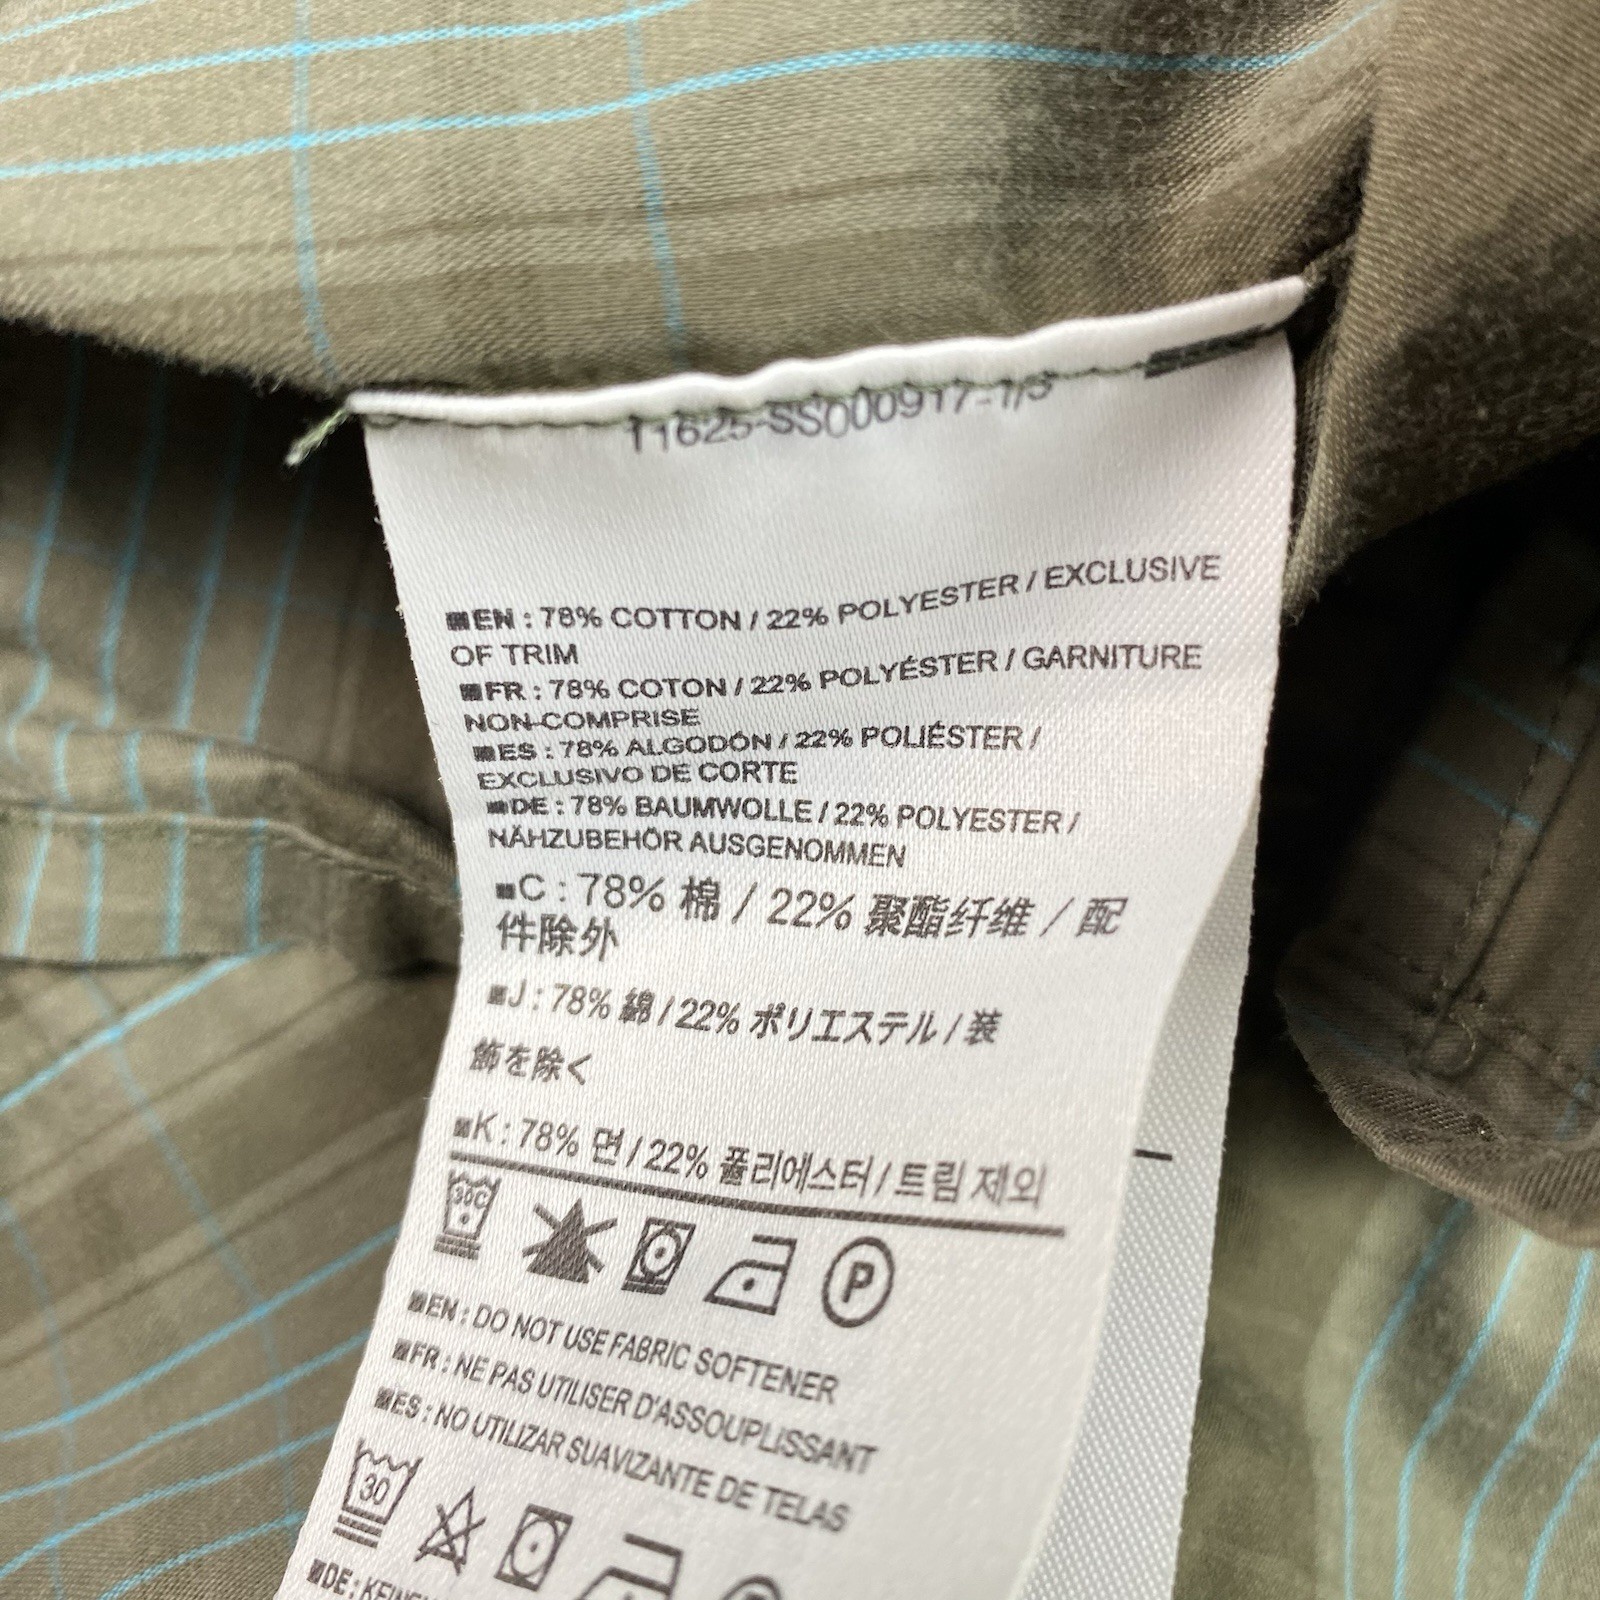 11625-SS000917-1/3
EN : 78% COTTON / 22% POLYESTER / EXCLUSIVE
OF TRIM
FR : 78% COTON / 22% POLYÉSTER / GARNITURE
NON-COMPRISE
ES : 78% ALGODÓN / 22% POLIÉSTER /
EXCLUSIVO DE CORTE
DE : 78% BAUMWOLLE / 22% POLYESTER /
NÄHZUBEHÖR AUSGENOMMEN
C : 78% 棉 / 22% 聚酯纤维 / 配
件除外
J : 78% 綿 / 22% ポリエステル / 装
飾を除く
K : 78% 면 / 22% 폴리에스터 / 트림 제외
30C P
EN : DO NOT USE FABRIC SOFTENER
FR : NE PAS UTILISER D'ASSOUPLISSANT
ES : NO UTILIZAR SUAVIZANTE DE TELAS
30
DE :